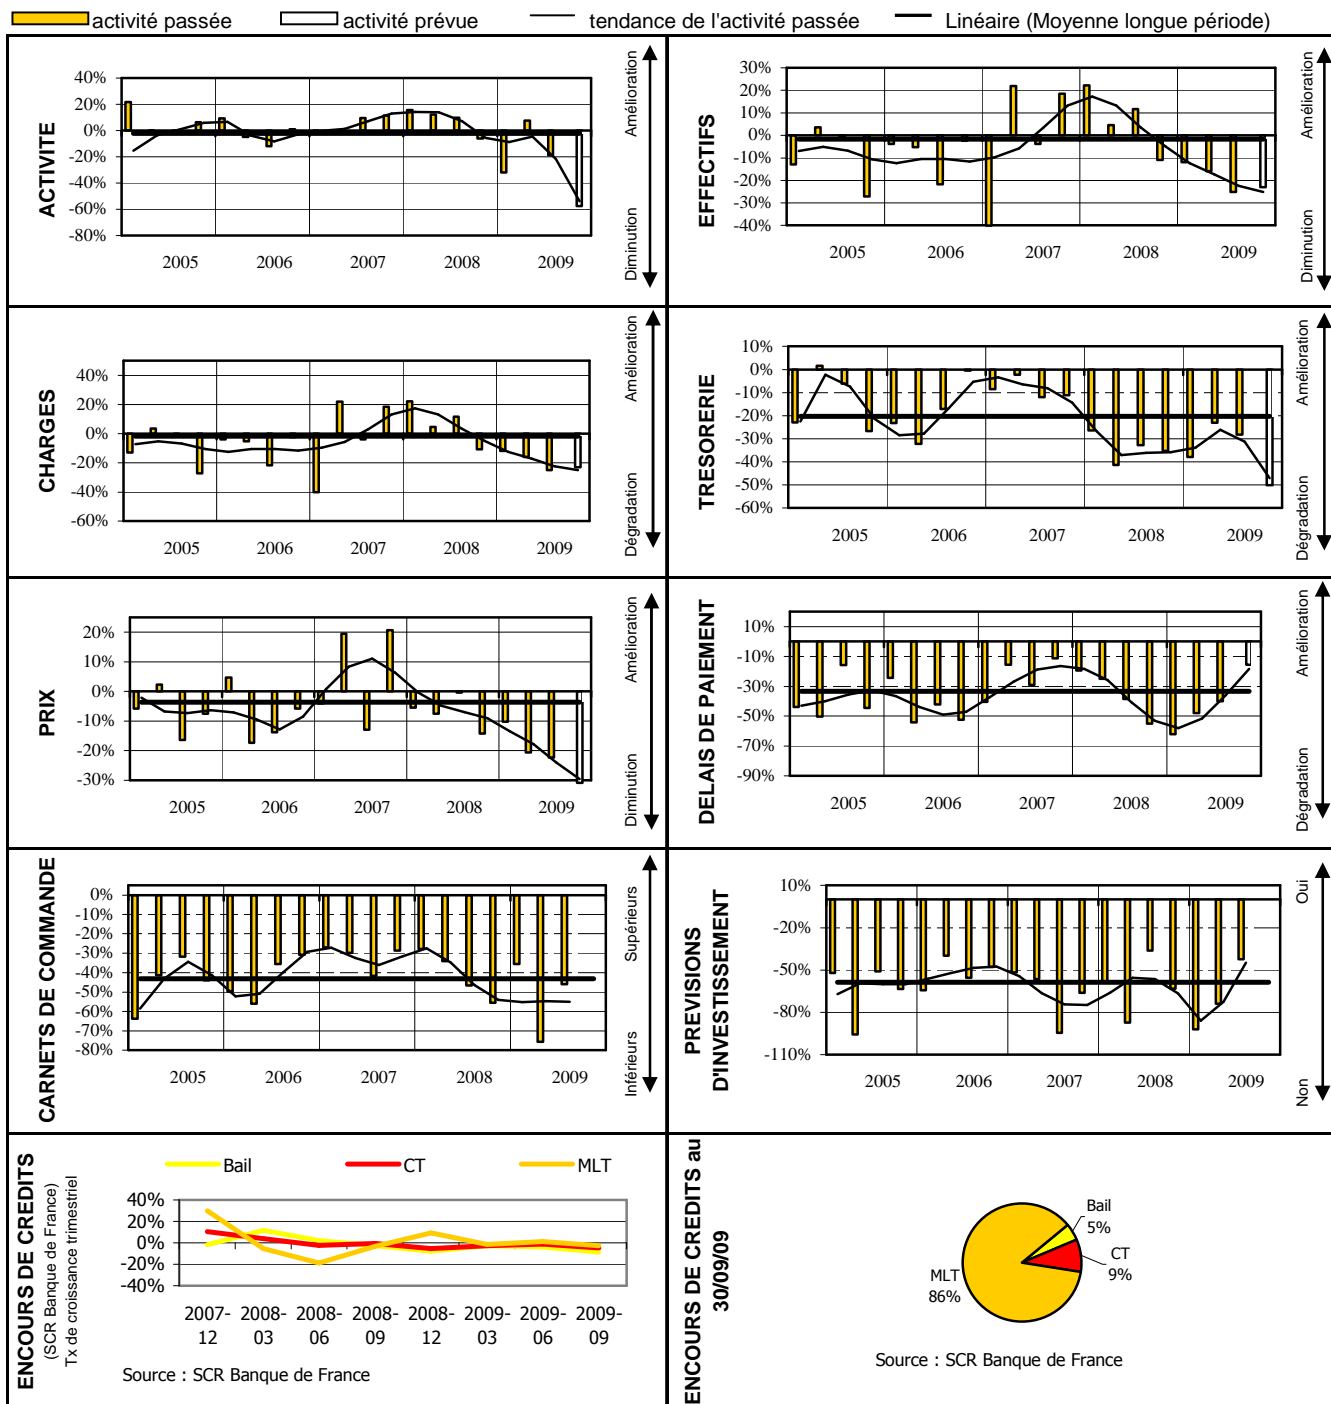 activité passée activité prévue tendance de l'activité passée Linéaire (Moyenne longue période)
ACTIVITE
40%
20%
0%
-20%
-40%
-60%
-80%
2005 2006 2007 2008 2009
Amélioration
Diminution
EFFECTIFS
30%
20%
10%
0%
-10%
-20%
-30%
-40%
2005 2006 2007 2008 2009
Amélioration
Diminution
CHARGES
40%
20%
0%
-20%
-40%
-60%
2005 2006 2007 2008 2009
Amélioration
Dégradation
TRESORERIE
10%
0%
-10%
-20%
-30%
-40%
-50%
-60%
2005 2006 2007 2008 2009
Amélioration
Dégradation
PRIX
20%
10%
0%
-10%
-20%
-30%
2005 2006 2007 2008 2009
Amélioration
Diminution
DELAIS DE PAIEMENT
10%
-10%
-30%
-50%
-70%
-90%
2005 2006 2007 2008 2009
Amélioration
Dégradation
CARNETS DE COMMANDE
0%
-10%
-20%
-30%
-40%
-50%
-60%
-70%
-80%
2005 2006 2007 2008 2009
Supérieurs
Inférieurs
PREVISIONS
D'INVESTISSEMENT
10%
-20%
-50%
-80%
-110%
2005 2006 2007 2008 2009
Oui
Non
ENCOURS DE CREDITS
(SCR Banque de France)
Tx de croissance trimestriel
Bail CT MLT
40%
20%
0%
-20%
-40%
2007- 2008- 2008- 2008- 2008- 2009- 2009- 2009-
12 03 06 09 12 03 06 09
Source : SCR Banque de France
ENCOURS DE CREDITS au
30/09/09
Bail
5%
CT
9%
MLT
86%
Source : SCR Banque de France